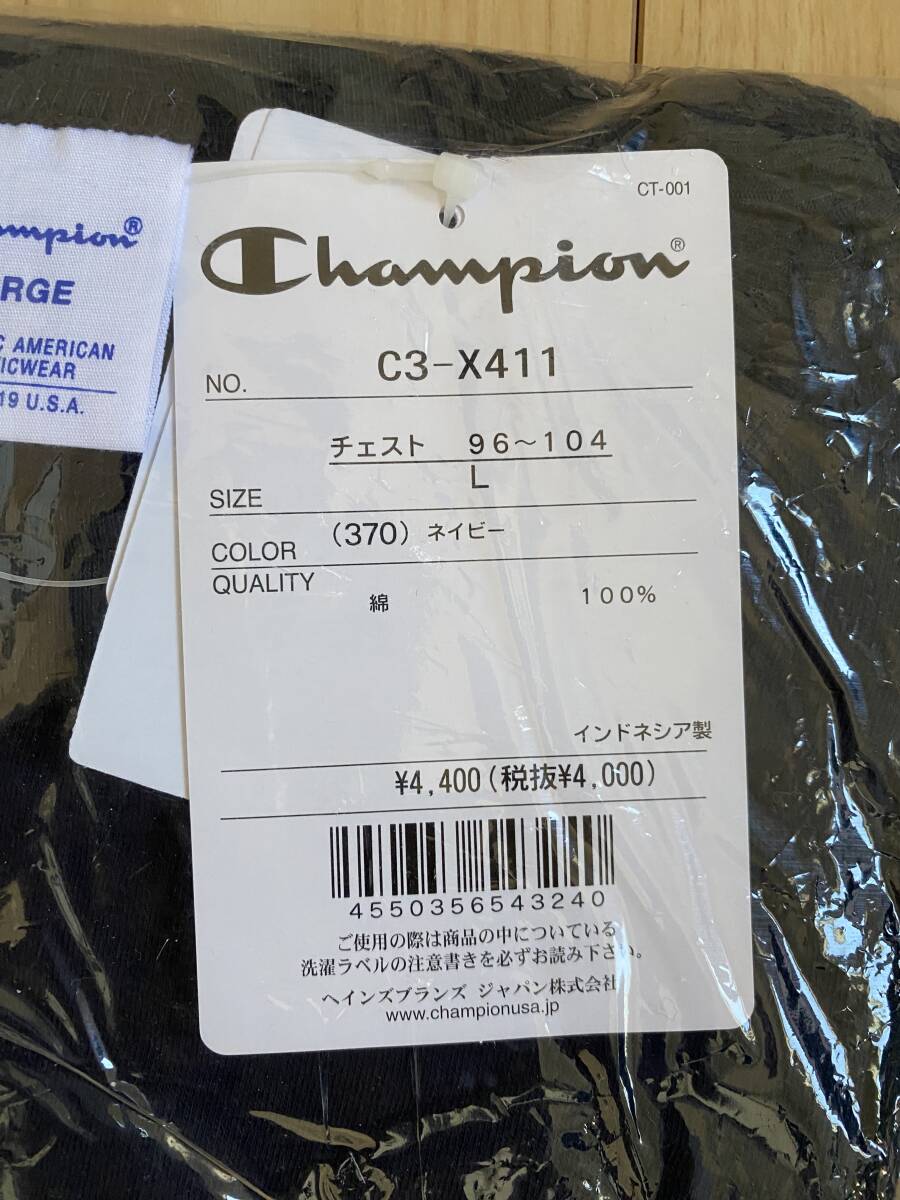 CT-001
Champion®
NO. C3-X411
チェスト 96～104
SIZE L
COLOR (370) ネイビー
QUALITY
綿 100%
インドネシア製
¥4,400(税抜¥4,000)
4550356543240
ご使用の際は商品の中についている
洗濯ラベルの注意書きを必ずお読み下さい。
ヘインズブランズ ジャパン株式会社
www.championusa.jp
mpion®
RGE
C AMERICAN
ICWEAR
19 U.S.A.